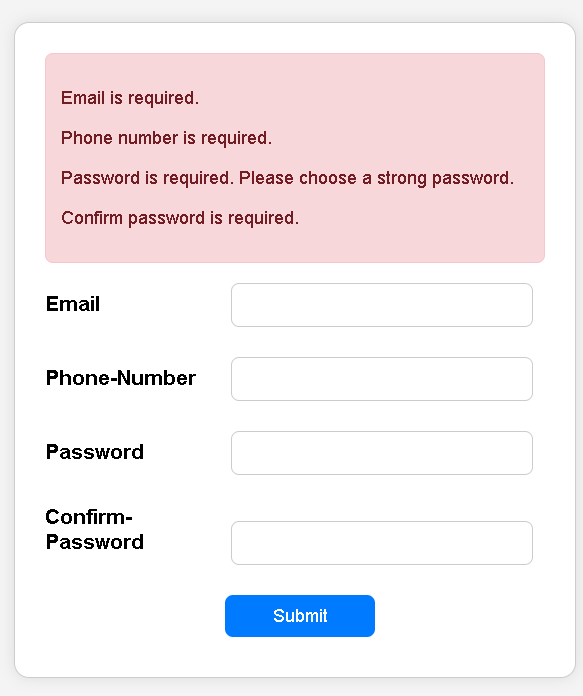 Email is required.
Phone number is required.
Password is required. Please choose a strong password.
Confirm password is required.
Email
Phone-Number
Password
Confirm-
Password
Submit